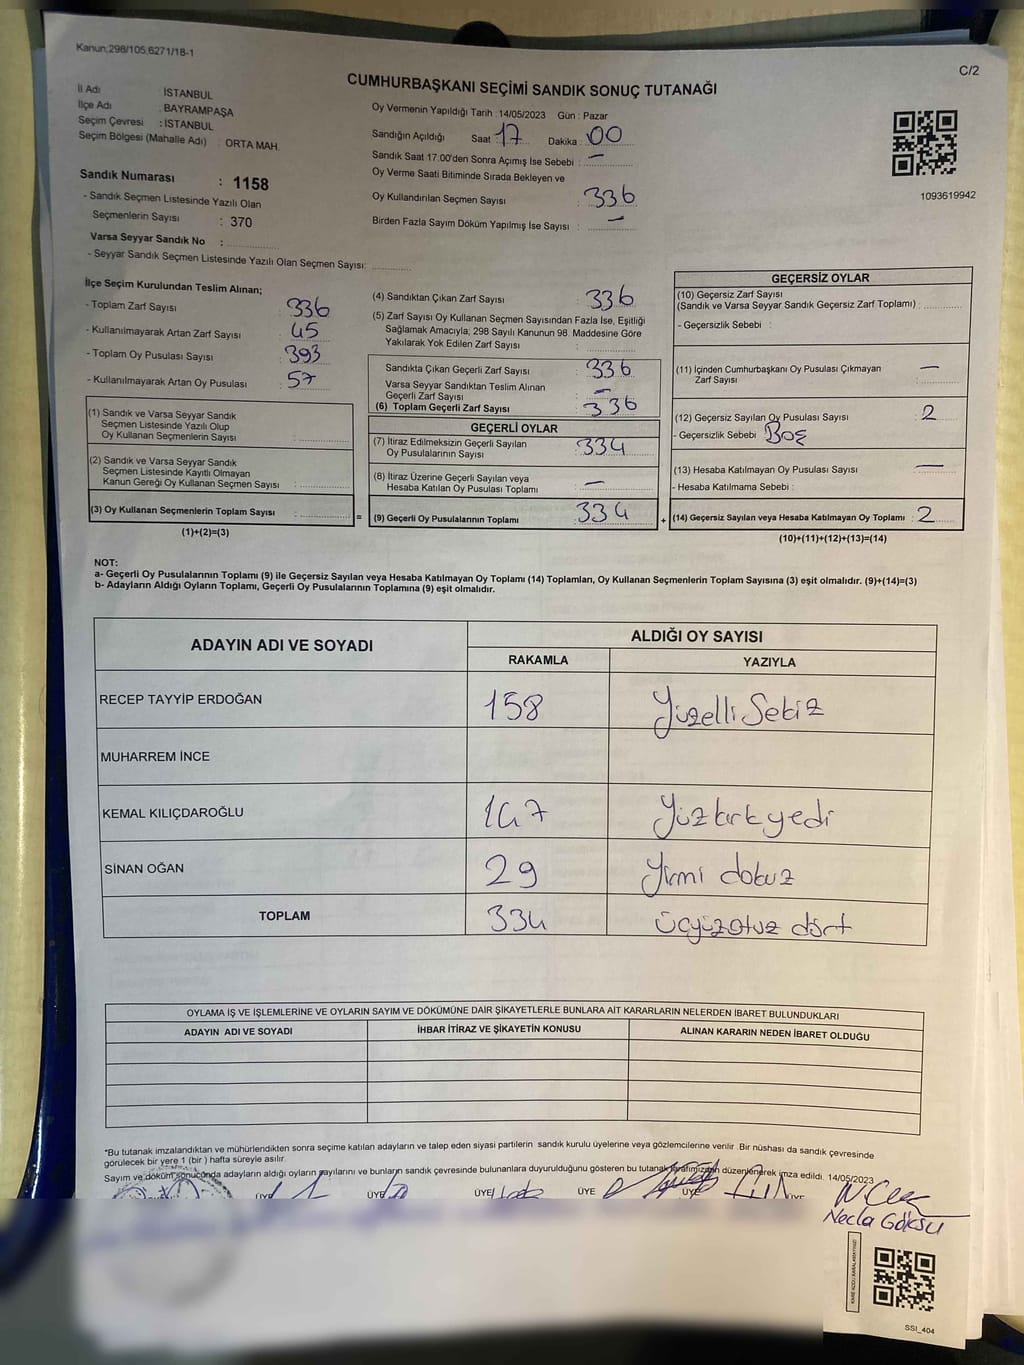 Kanun;298/105,6271/18-1
C/2
CUMHURBAŞKANI SEÇİMİ SANDIK SONUÇ TUTANAĞI
İl Adı : İSTANBUL
İlçe Adı : BAYRAMPAŞA
Seçim Çevresi : İSTANBUL
Seçim Bölgesi (Mahalle Adı) : ORTA MAH.
Oy Vermenin Yapıldığı Tarih : 14/05/2023 Gün : Pazar
Sandığın Açıldığı Saat : 17 Dakika : 00
Sandık Saat 17:00'den Sonra Açımış İse Sebebi : —
Oy Verme Saati Bitiminde Sırada Bekleyen ve
Oy Kullandırılan Seçmen Sayısı : 336
Birden Fazla Sayım Döküm Yapılmış İse Sayısı : —
1093619942
Sandık Numarası : 1158
- Sandık Seçmen Listesinde Yazılı Olan
Seçmenlerin Sayısı : 370
Varsa Seyyar Sandık No :
- Seyyar Sandık Seçmen Listesinde Yazılı Olan Seçmen Sayısı:
İlçe Seçim Kurulundan Teslim Alınan;
- Toplam Zarf Sayısı 336
- Kullanılmayarak Artan Zarf Sayısı 45
- Toplam Oy Pusulası Sayısı 393
- Kullanılmayarak Artan Oy Pusulası 57
(1) Sandık ve Varsa Seyyar Sandık
Seçmen Listesinde Yazılı Olup
Oy Kullanan Seçmenlerin Sayısı :
(2) Sandık ve Varsa Seyyar Sandık
Seçmen Listesinde Kayıtlı Olmayan
Kanun Gereği Oy Kullanan Seçmen Sayısı :
(3) Oy Kullanan Seçmenlerin Toplam Sayısı :
(1)+(2)=(3)
(4) Sandıktan Çıkan Zarf Sayısı : 336
(5) Zarf Sayısı Oy Kullanan Seçmen Sayısından Fazla İse, Eşitliği
Sağlamak Amacıyla; 298 Sayılı Kanunun 98. Maddesine Göre
Yakılarak Yok Edilen Zarf Sayısı :
Sandıkta Çıkan Geçerli Zarf Sayısı : 336
Varsa Seyyar Sandıktan Teslim Alınan
Geçerli Zarf Sayısı : —
(6) Toplam Geçerli Zarf Sayısı : 336
GEÇERLİ OYLAR
(7) İtiraz Edilmeksizin Geçerli Sayılan
Oy Pusulalarının Sayısı : 334
(8) İtiraz Üzerine Geçerli Sayılan veya
Hesaba Katılan Oy Pusulası Toplamı : —
= (9) Geçerli Oy Pusulalarının Toplamı : 334 +
GEÇERSİZ OYLAR
(10) Geçersiz Zarf Sayısı
(Sandık ve Varsa Seyyar Sandık Geçersiz Zarf Toplamı) :
- Geçersizlik Sebebi :
(11) İçinden Cumhurbaşkanı Oy Pusulası Çıkmayan —
Zarf Sayısı :
(12) Geçersiz Sayılan Oy Pusulası Sayısı : 2
- Geçersizlik Sebebi : Boş
(13) Hesaba Katılmayan Oy Pusulası Sayısı : —
- Hesaba Katılmama Sebebi :
(14) Geçersiz Sayılan veya Hesaba Katılmayan Oy Toplamı : 2
(10)+(11)+(12)+(13)=(14)
NOT:
a- Geçerli Oy Pusulalarının Toplamı (9) ile Geçersiz Sayılan veya Hesaba Katılmayan Oy Toplamı (14) Toplamları, Oy Kullanan Seçmenlerin Toplam Sayısına (3) eşit olmalıdır. (9)+(14)=(3)
b- Adayların Aldığı Oyların Toplamı, Geçerli Oy Pusulalarının Toplamına (9) eşit olmalıdır.
ADAYIN ADI VE SOYADI
ALDIĞI OY SAYISI
RAKAMLA YAZIYLA
RECEP TAYYİP ERDOĞAN 158 Yüzelli Sekiz
MUHARREM İNCE
KEMAL KILIÇDAROĞLU 147 Yüzkırkyedi
SİNAN OĞAN 29 Yirmi dokuz
TOPLAM 334 Üçyüzotuz dört
OYLAMA İŞ VE İŞLEMLERİNE VE OYLARIN SAYIM VE DÖKÜMÜNE DAİR ŞİKAYETLERLE BUNLARA AİT KARARLARIN NELERDEN İBARET BULUNDUKLARI
ADAYIN ADI VE SOYADI İHBAR İTİRAZ VE ŞİKAYETİN KONUSU ALINAN KARARIN NEDEN İBARET OLDUĞU
*Bu tutanak imzalandıktan ve mühürlendikten sonra seçime katılan adayların ve talep eden siyasi partilerin sandık kurulu üyelerine veya gözlemcilerine verilir. Bir nüshası da sandık çevresinde
görülecek bir yere 1 (bir) hafta süreyle asılır.
Sayım ve döküm sonucunda adayların aldığı oyların sayılarını ve bunların sandık çevresinde bulunanlara duyurulduğunu gösteren bu tutanak tarafımızdan düzenlenerek imza edildi. 14/05/2023
ÜYE ÜYE ÜYE ÜYE ÜYE ÜYE
Necla Göksu
SSI_404